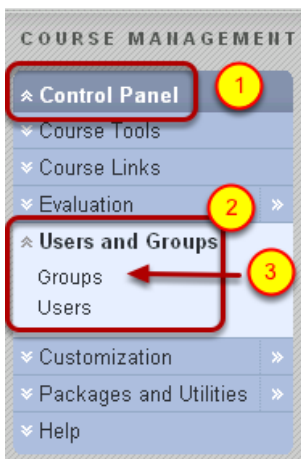 COURSE MANAGEMENT
Control Panel
1
Course Tools
Course Links
Evaluation
2
Users and Groups
Groups
3
Users
Customization
Packages and Utilities
Help